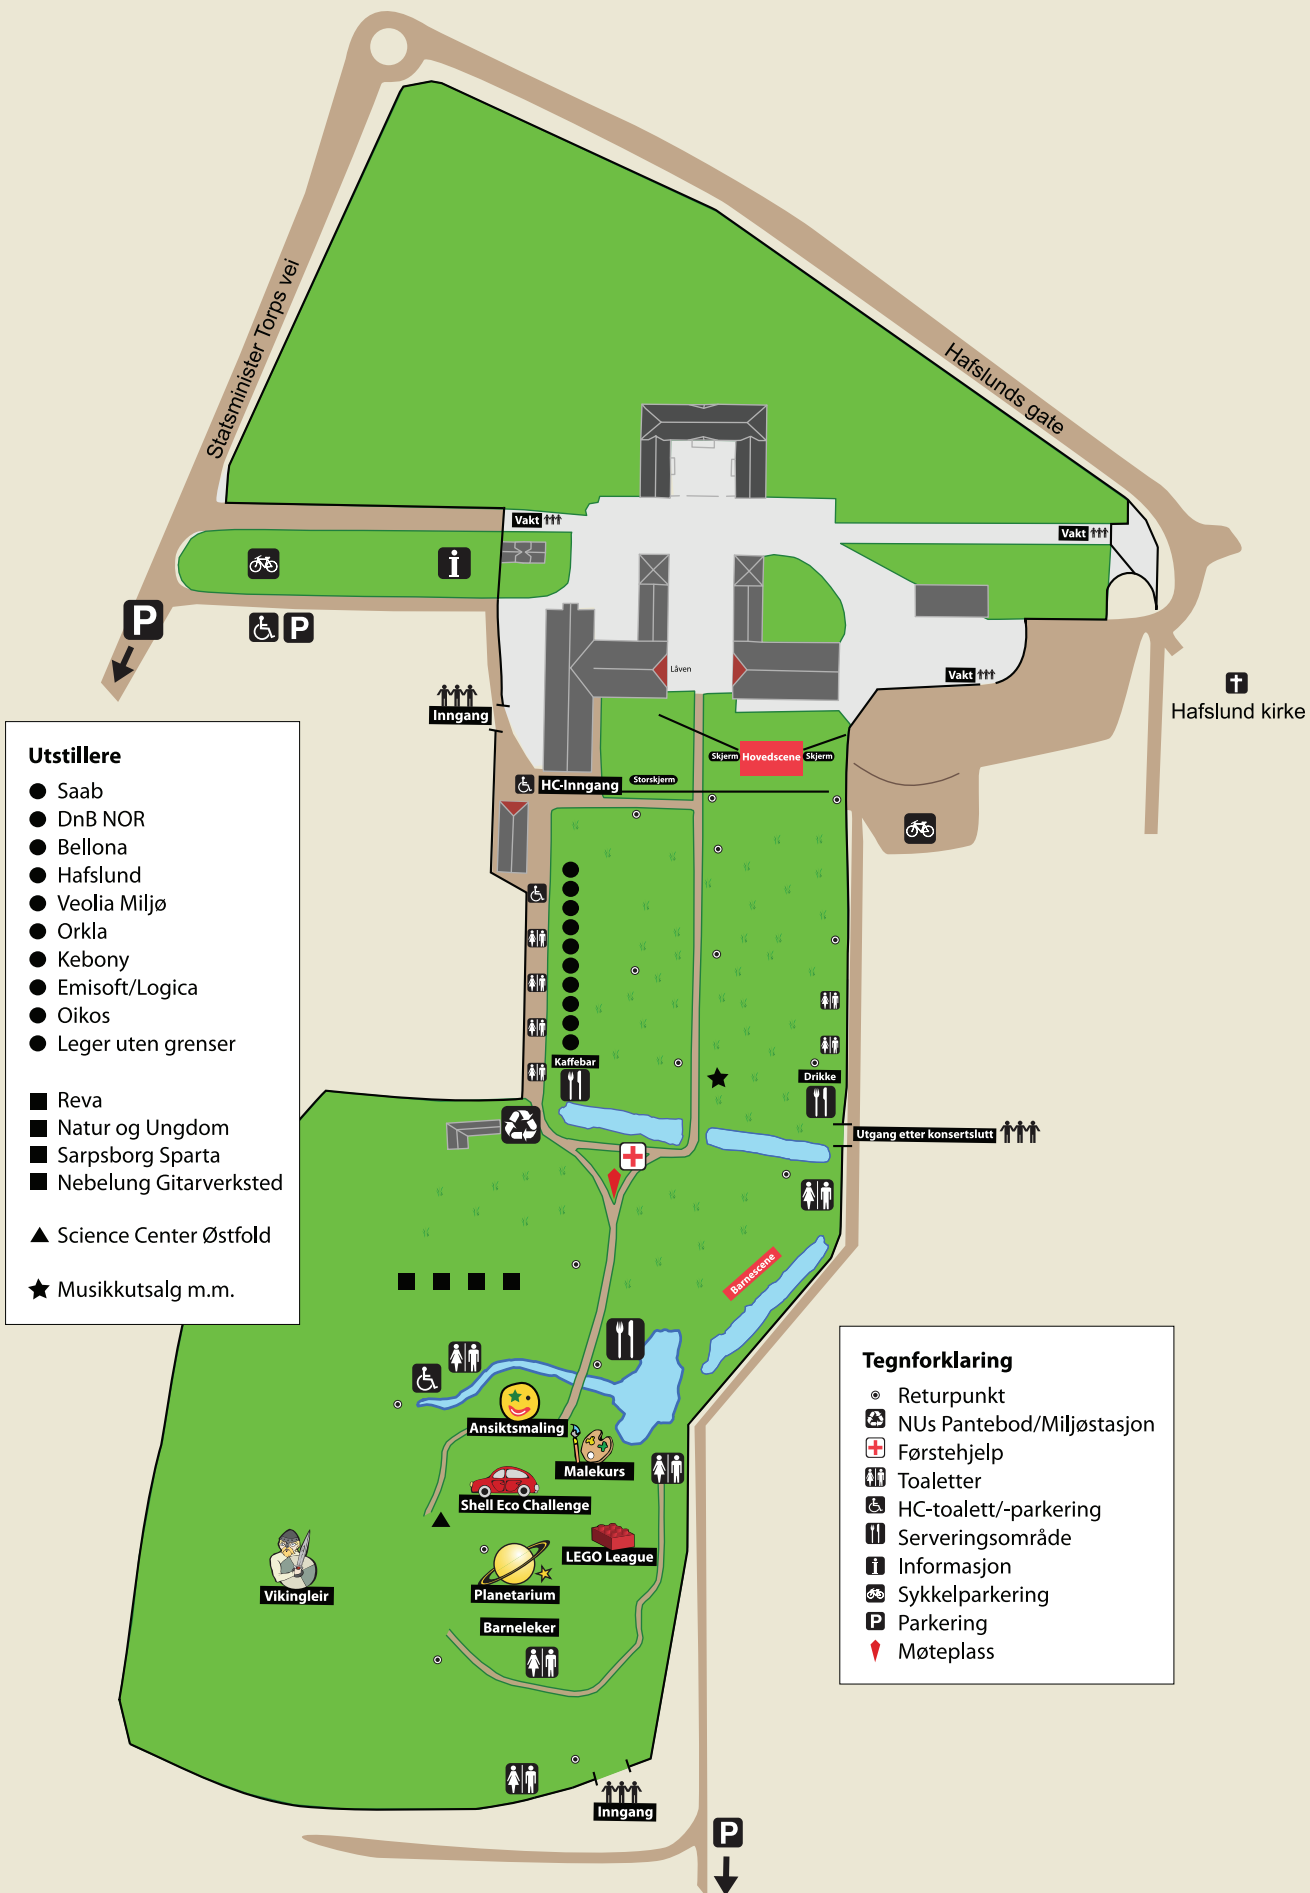 Statsminister Torps vei
Hafslunds gate
Vakt
Vakt
P
P
Låven
Vakt
Hafslund kirke
Inngang
Skjerm
Hovedscene
Skjerm
Storskjerm
HC-Inngang
Utstillere
Saab
DnB NOR
Bellona
Hafslund
Veolia Miljø
Orkla
Kebony
Emisoft/Logica
Oikos
Leger uten grenser
Reva
Natur og Ungdom
Sarpsborg Sparta
Nebelung Gitarverksted
Science Center Østfold
Musikkutsalg m.m.
Kaffebar
Drikke
Utgang etter konsertslutt
Barnescene
Ansiktsmaling
Malekurs
Shell Eco Challenge
LEGO League
Vikingleir
Planetarium
Barneleker
Inngang
P
Tegnforklaring
Returpunkt
NUs Pantebod/Miljøstasjon
Førstehjelp
Toaletter
HC-toalett/-parkering
Serveringsområde
Informasjon
Sykkelparkering
P Parkering
Møteplass